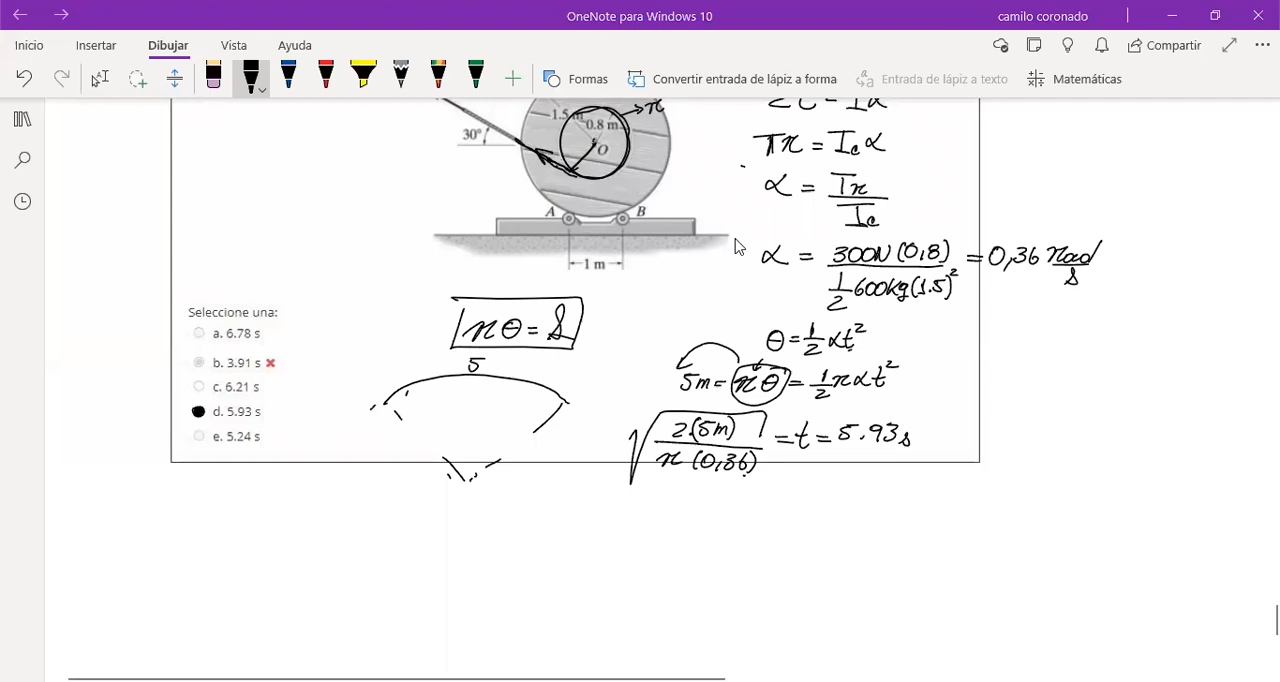 OneNote para Windows 10
camilo coronado
Inicio Insertar Dibujar Vista Ayuda
Compartir
Formas
Convertir entrada de lápiz a forma
Entrada de lápiz a texto
Matemáticas
1.5 m
0.8 m
r
30°
O
A B
1 m
Στ = Iα
Tr = Icα
α = Tr / Ic
α = 300N (0,8) / ½ 600kg (1.5)² = 0,36 rad/s
θ = ½ αt²
5m = rθ = ½ rαt²
√(2.(5m) / r (0,36)) = t = 5.93s
rθ = S
5
Seleccione una:
a. 6.78 s
b. 3.91 s
c. 6.21 s
d. 5.93 s
e. 5.24 s